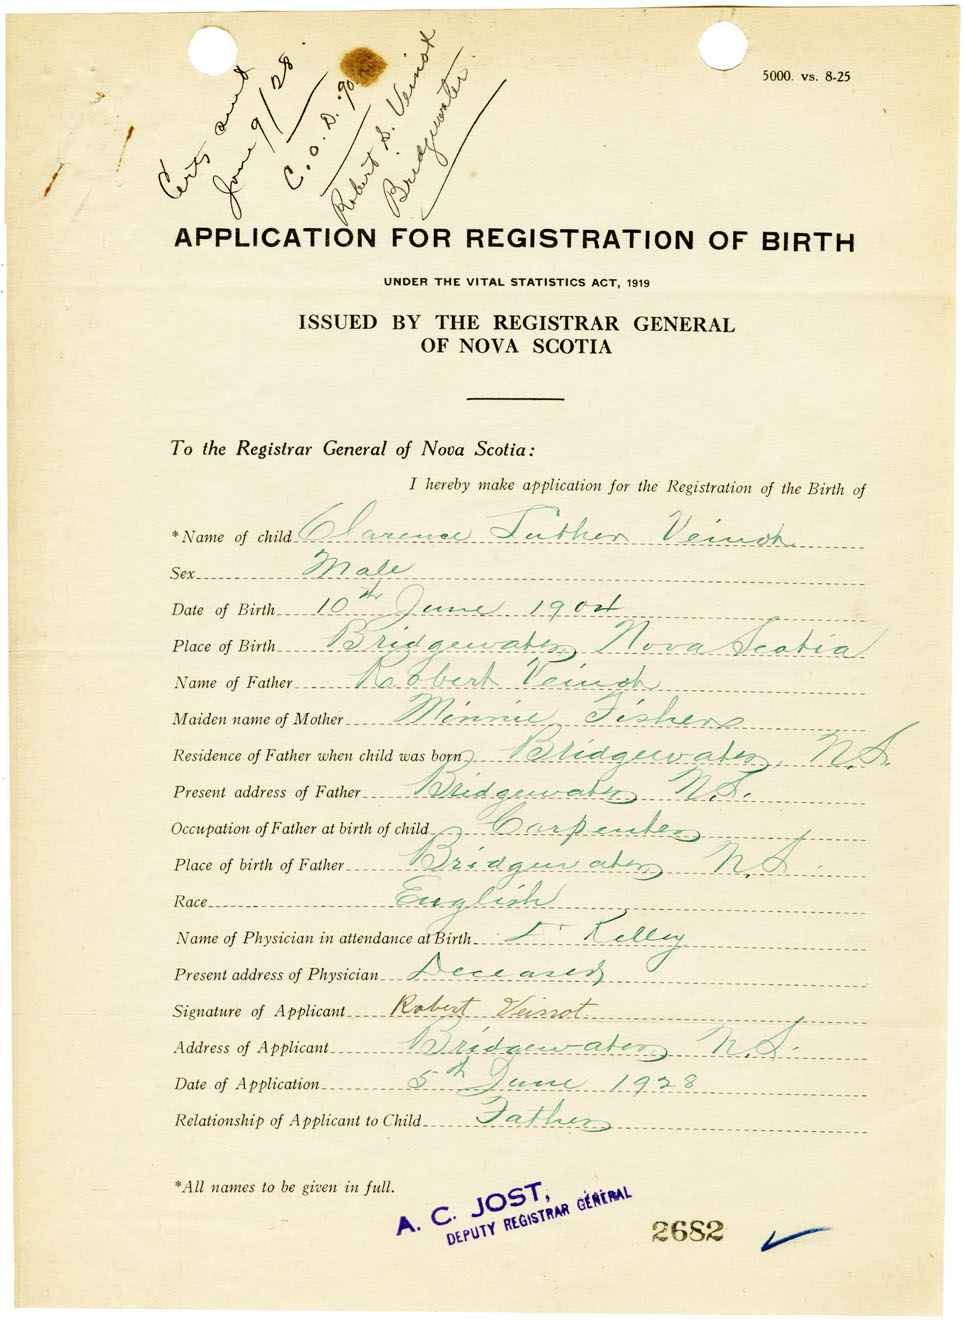 5000. vs. 8-25
Certs sent
June 9/28.
C.O.D. 90
Robert S. Veinot
Bridgewater.
APPLICATION FOR REGISTRATION OF BIRTH
UNDER THE VITAL STATISTICS ACT, 1919
ISSUED BY THE REGISTRAR GENERAL
OF NOVA SCOTIA
To the Registrar General of Nova Scotia:
I hereby make application for the Registration of the Birth of
*Name of child Clarence Luther Veinot
Sex Male
Date of Birth 10th June 1904
Place of Birth Bridgewater, Nova Scotia
Name of Father Robert Veinot
Maiden name of Mother Minnie Fisher
Residence of Father when child was born Bridgewater, N.S.
Present address of Father Bridgewater N.S.
Occupation of Father at birth of child Carpenter
Place of birth of Father Bridgewater N.S.
Race English
Name of Physician in attendance at Birth Kelley
Present address of Physician Deceased
Signature of Applicant Robert Veinot
Address of Applicant Bridgewater N.S.
Date of Application 5th June 1928
Relationship of Applicant to Child Father
*All names to be given in full.
A. C. JOST,
DEPUTY REGISTRAR GENERAL
2682